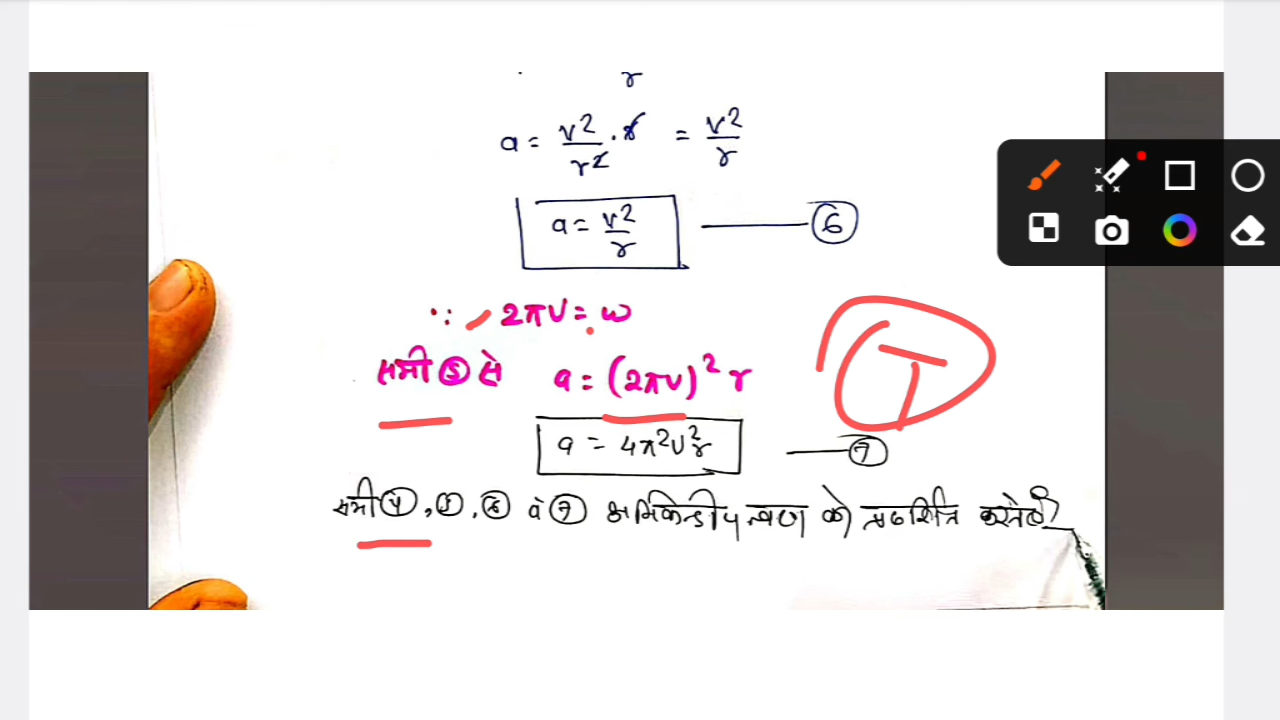 r
a = v²/r² · r = v²/r
a = v²/r ——— ⑥
∵ 2πν = ω
समी ⑤ से a = (2πν)² r
T
a = 4π²ν²r ——— ⑦
समी ④, ⑤, ⑥ व ⑦ अभिकेन्द्रीय त्वरण को प्रदर्शित करते है